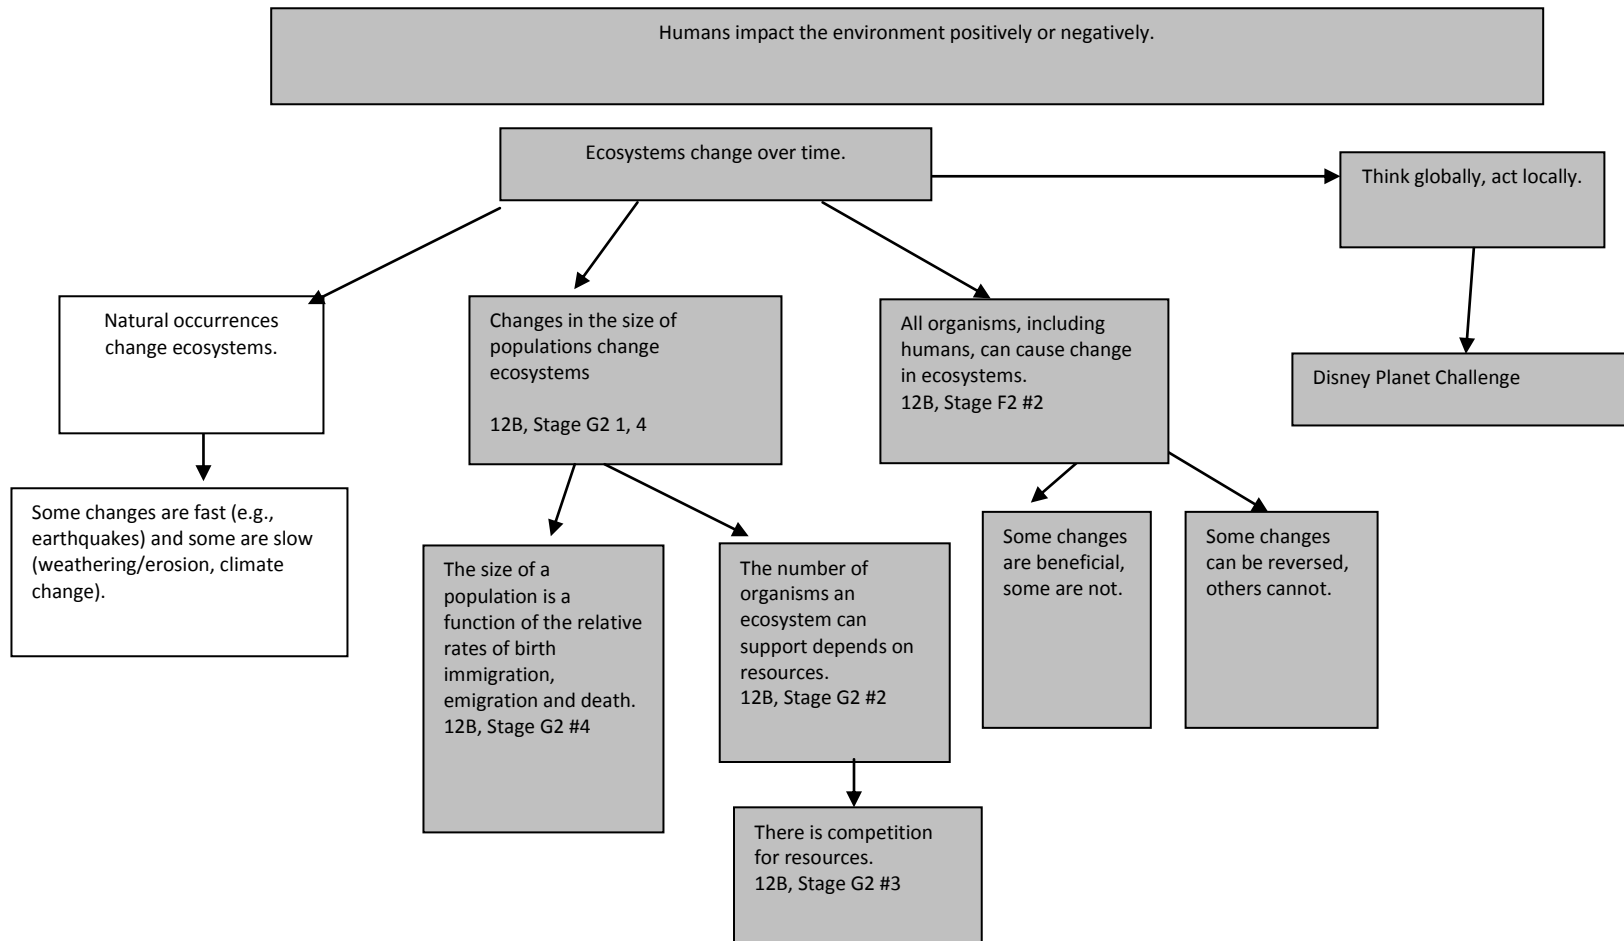 Humans impact the environment positively or negatively.
Ecosystems change over time.
Think globally, act locally.
Natural occurrences
change ecosystems.
Changes in the size of
populations change
ecosystems
12B, Stage G2 1, 4
All organisms, including
humans, can cause change
in ecosystems.
12B, Stage F2 #2
Disney Planet Challenge
Some changes are fast (e.g.,
earthquakes) and some are slow
(weathering/erosion, climate
change).
The size of a
population is a
function of the relative
rates of birth
immigration,
emigration and death.
12B, Stage G2 #4
The number of
organisms an
ecosystem can
support depends on
resources.
12B, Stage G2 #2
Some changes
are beneficial,
some are not.
Some changes
can be reversed,
others cannot.
There is competition
for resources.
12B, Stage G2 #3